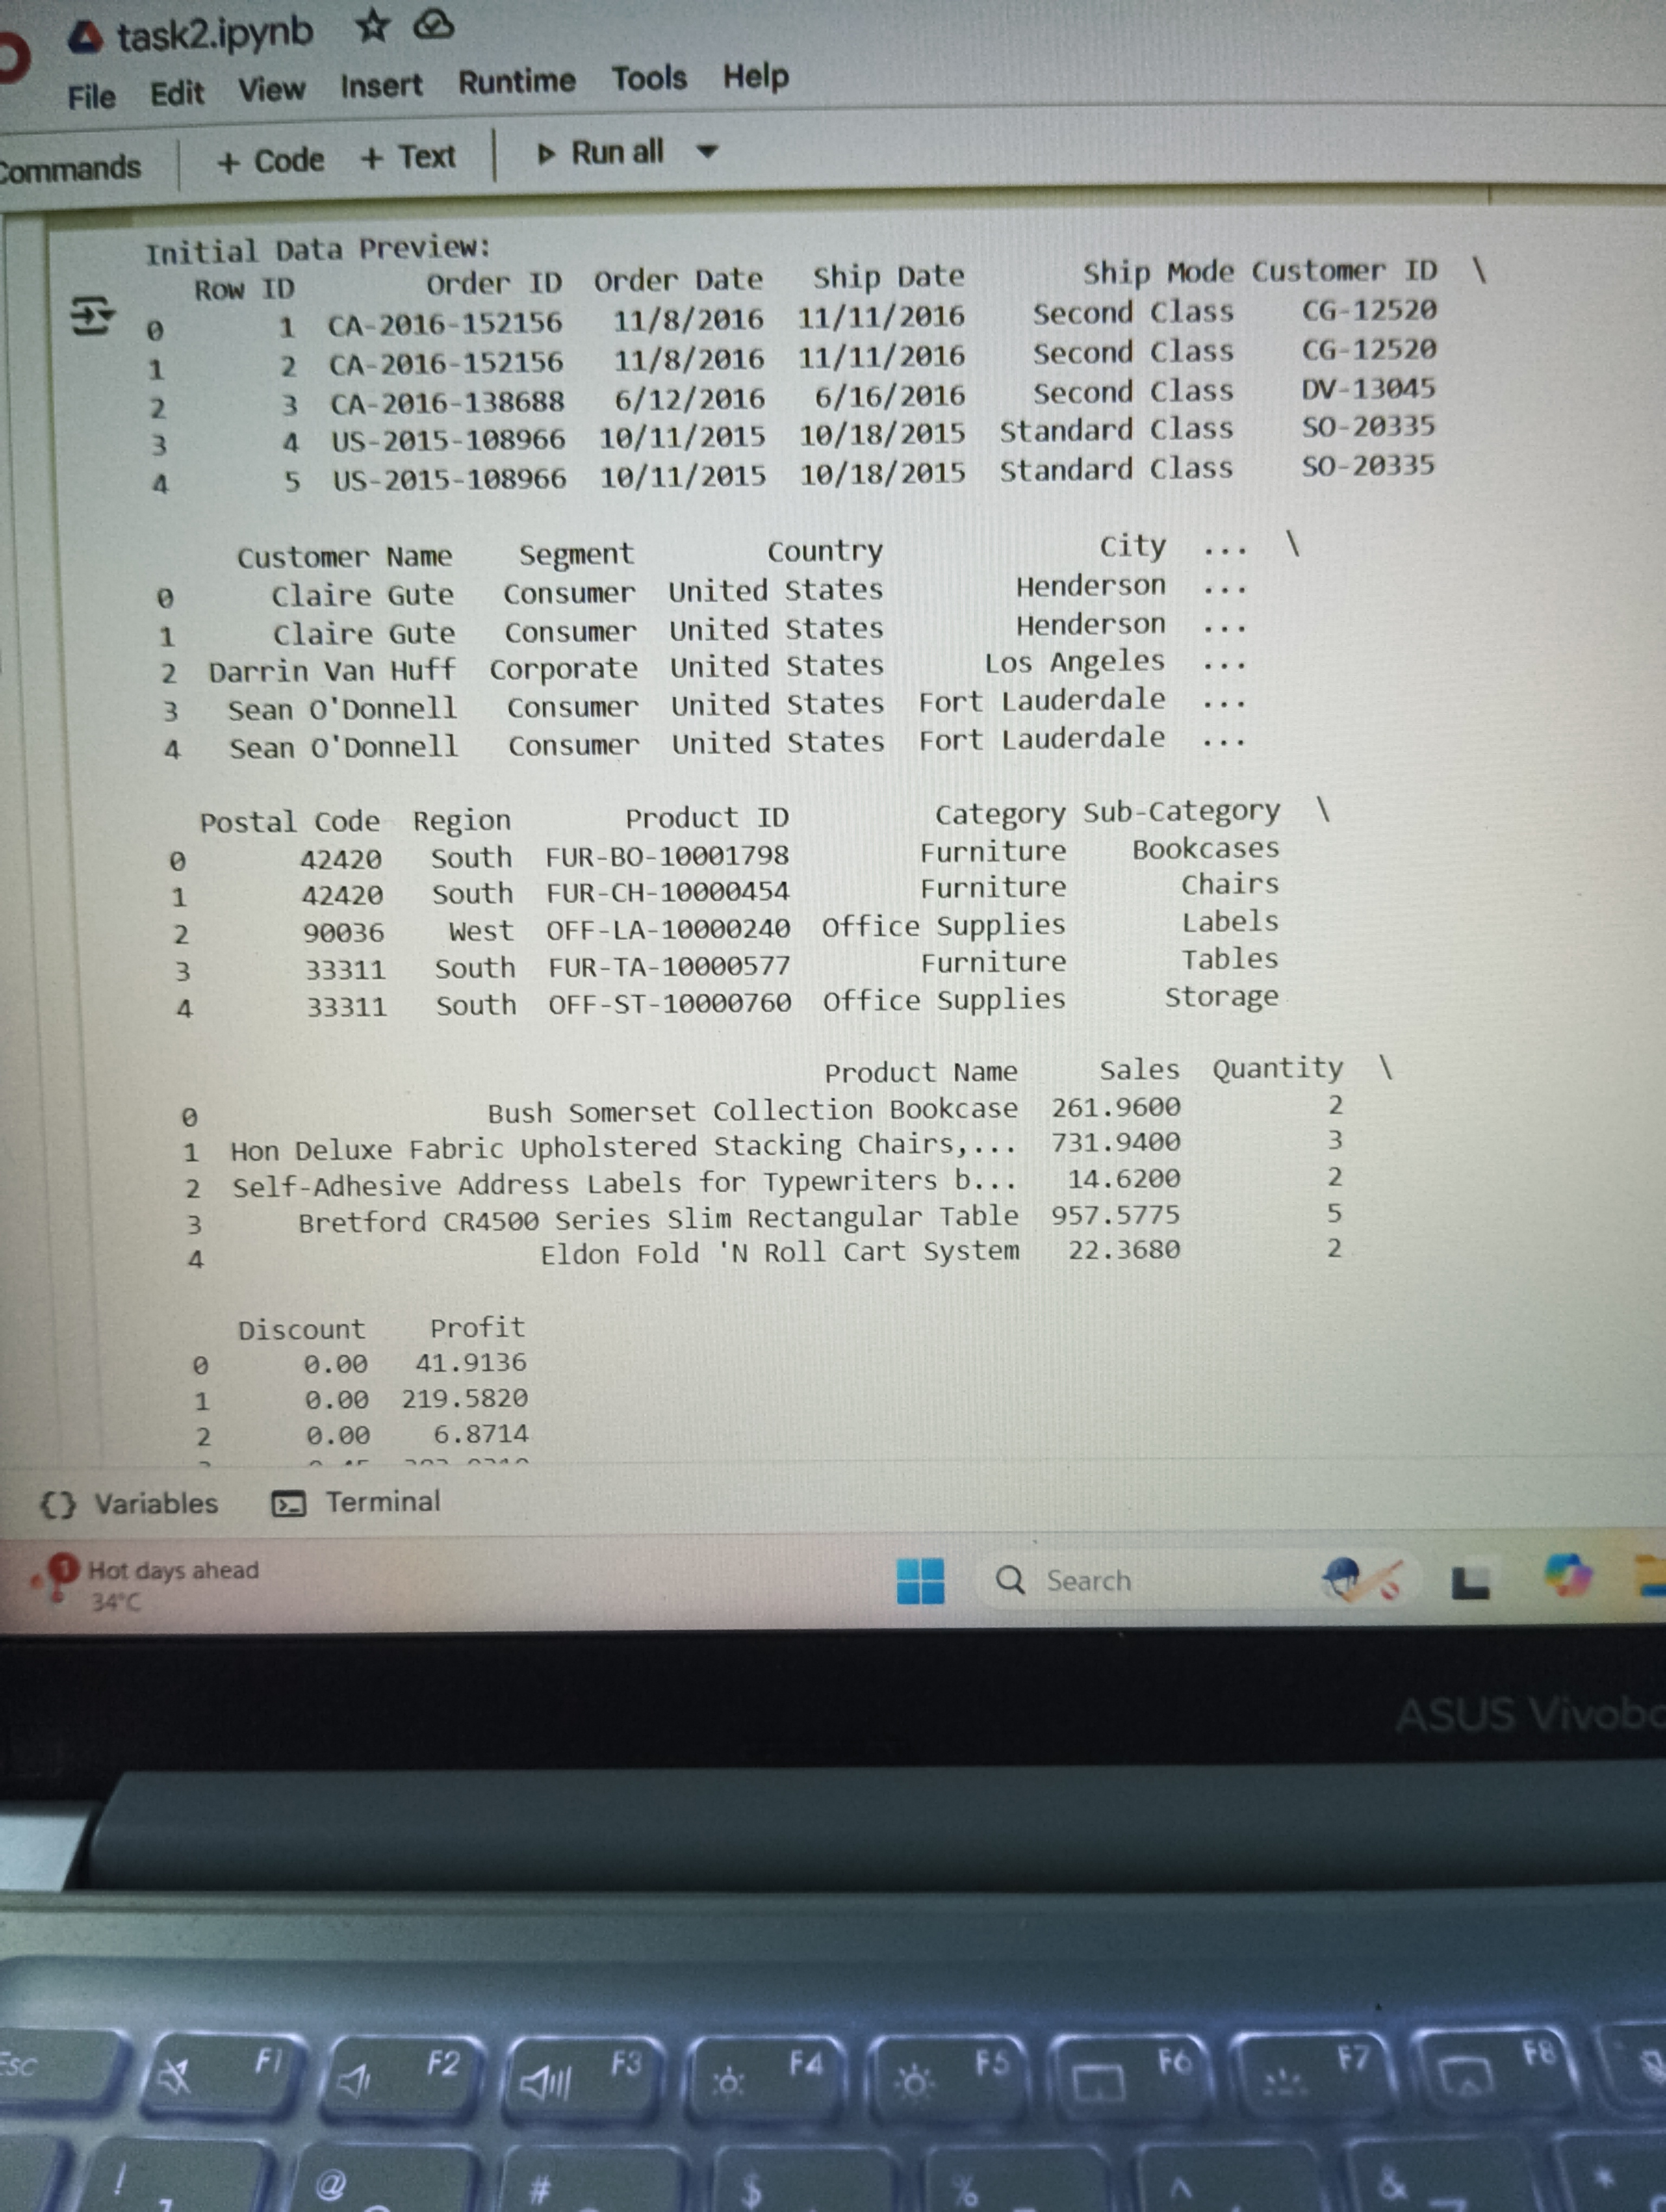 task2.ipynb
File Edit View Insert Runtime Tools Help
Commands + Code + Text Run all
Initial Data Preview:
Row ID Order ID Order Date Ship Date Ship Mode Customer ID \
0 1 CA-2016-152156 11/8/2016 11/11/2016 Second Class CG-12520
1 2 CA-2016-152156 11/8/2016 11/11/2016 Second Class CG-12520
2 3 CA-2016-138688 6/12/2016 6/16/2016 Second Class DV-13045
3 4 US-2015-108966 10/11/2015 10/18/2015 Standard Class SO-20335
4 5 US-2015-108966 10/11/2015 10/18/2015 Standard Class SO-20335
Customer Name Segment Country City ... \
0 Claire Gute Consumer United States Henderson ...
1 Claire Gute Consumer United States Henderson ...
2 Darrin Van Huff Corporate United States Los Angeles ...
3 Sean O'Donnell Consumer United States Fort Lauderdale ...
4 Sean O'Donnell Consumer United States Fort Lauderdale ...
Postal Code Region Product ID Category Sub-Category \
0 42420 South FUR-BO-10001798 Furniture Bookcases
1 42420 South FUR-CH-10000454 Furniture Chairs
2 90036 West OFF-LA-10000240 Office Supplies Labels
3 33311 South FUR-TA-10000577 Furniture Tables
4 33311 South OFF-ST-10000760 Office Supplies Storage
Product Name Sales Quantity \
0 Bush Somerset Collection Bookcase 261.9600 2
1 Hon Deluxe Fabric Upholstered Stacking Chairs,... 731.9400 3
2 Self-Adhesive Address Labels for Typewriters b... 14.6200 2
3 Bretford CR4500 Series Slim Rectangular Table 957.5775 5
4 Eldon Fold 'N Roll Cart System 22.3680 2
Discount Profit
0 0.00 41.9136
1 0.00 219.5820
2 0.00 6.8714
{} Variables Terminal
1 Hot days ahead
34°C
Search
ASUS Vivobo
Esc F1 F2 F3 F4 F5 F6 F7 F8
! @ # $ % ^ & *